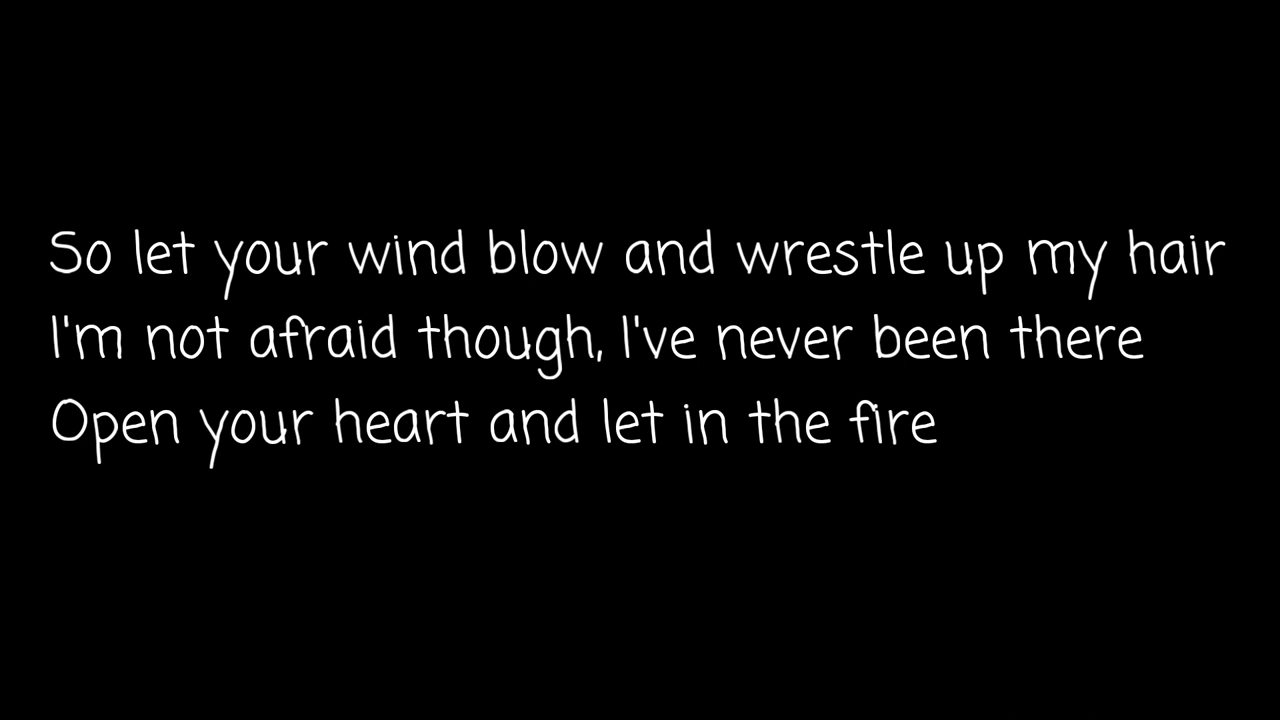 So let your wind blow and wrestle up my hair
I'm not afraid though, I've never been there
Open your heart and let in the fire